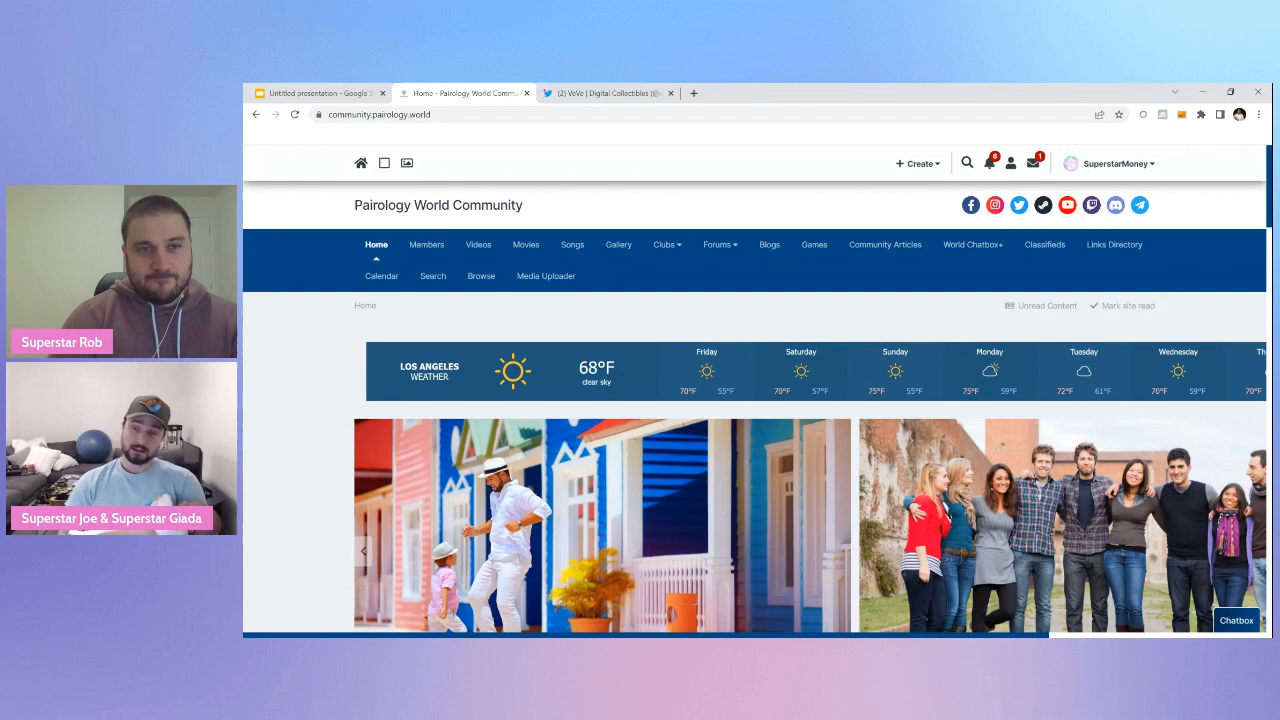 Untitled presentation - Google S
Home - Pairology World Commu
(2) VeVe | Digital Collectibles (@v
community.pairology.world
+ Create
6
1
SuperstarMoney
Pairology World Community
Home
Members
Videos
Movies
Songs
Gallery
Clubs
Forums
Blogs
Games
Community Articles
World Chatbox+
Classifieds
Links Directory
Calendar
Search
Browse
Media Uploader
Home
Unread Content
Mark site read
LOS ANGELES
WEATHER
68°F
clear sky
Friday
70°F 55°F
Saturday
70°F 57°F
Sunday
75°F 55°F
Monday
75°F 59°F
Tuesday
72°F 61°F
Wednesday
70°F 59°F
Th
70°F
Chatbox
Superstar Rob
Superstar Joe & Superstar Giada